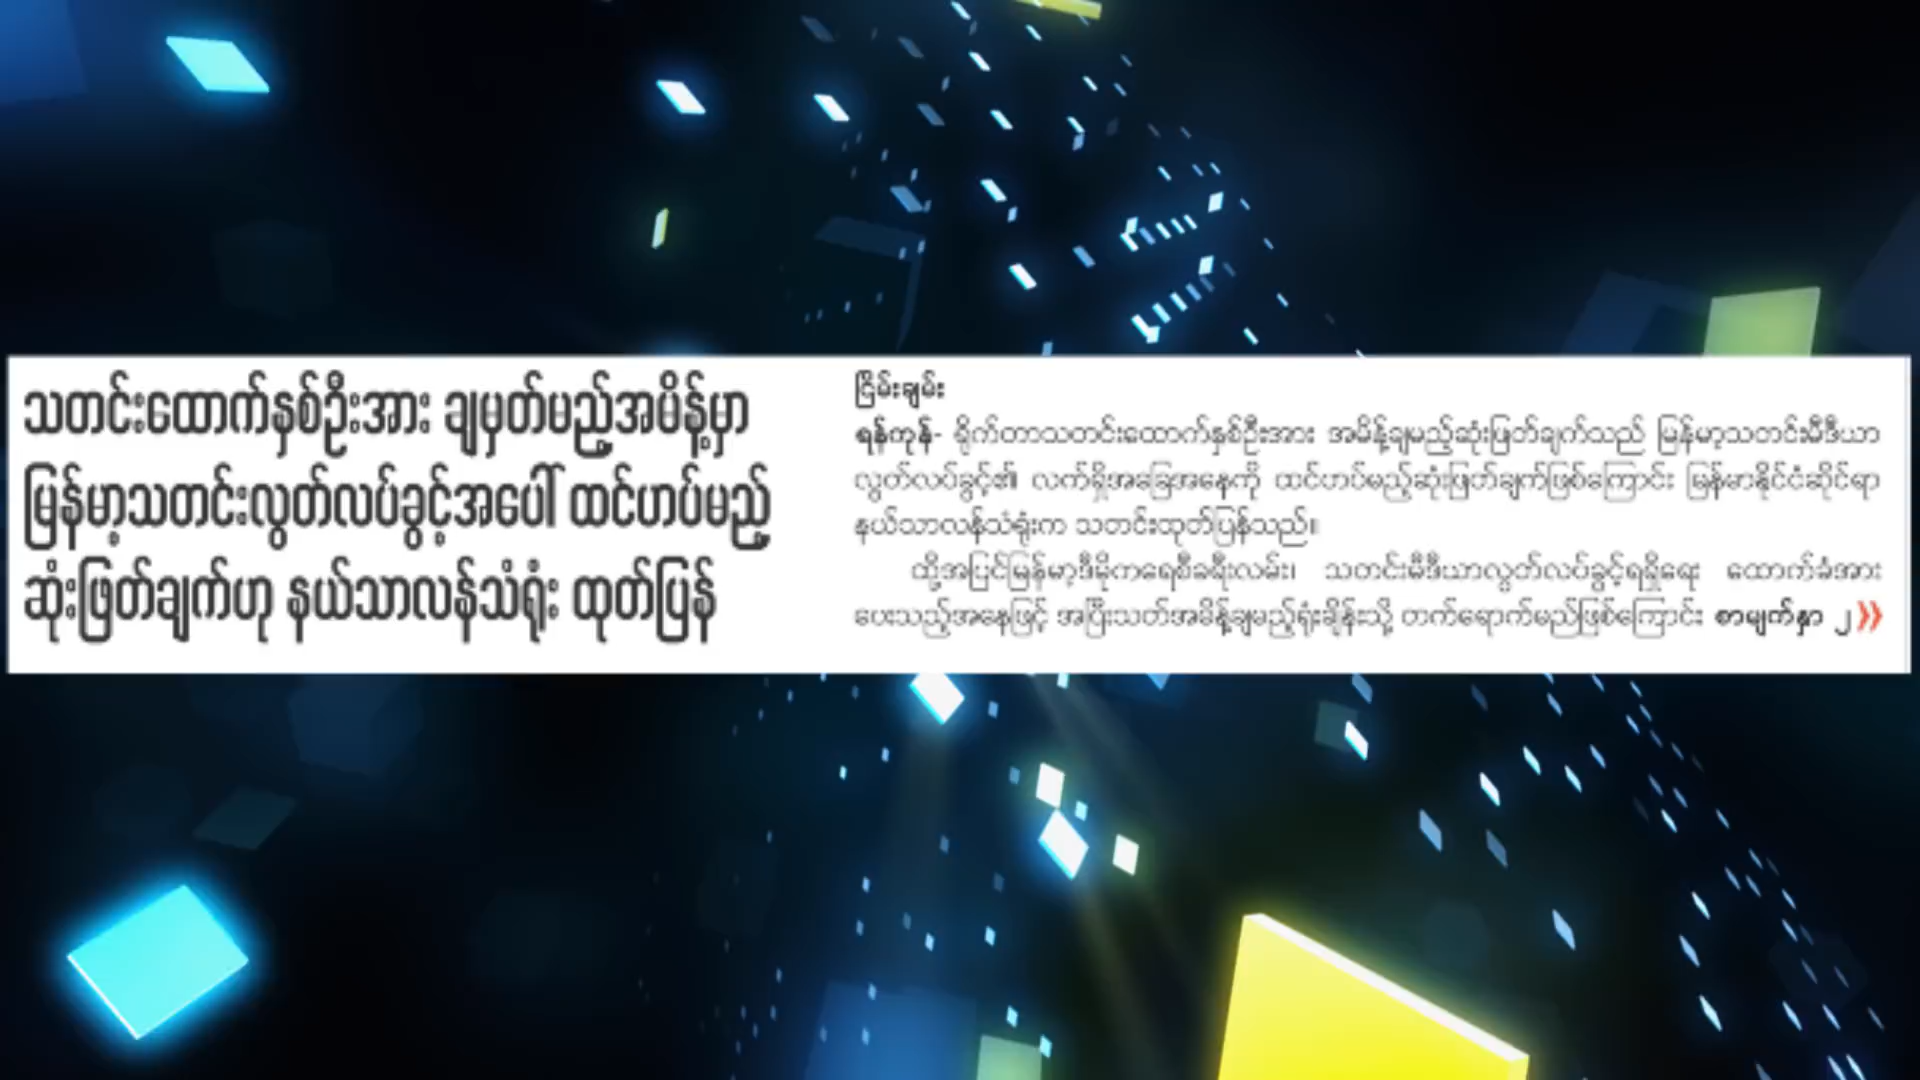 သတင်းထောက်နှစ်ဦးအား ချမှတ်မည့်အမိန့်မှာ
မြန်မာ့သတင်းလွတ်လပ်ခွင့်အပေါ် ထင်ဟပ်မည့်
ဆုံးဖြတ်ချက်ဟု နယ်သာလန်သံရုံး ထုတ်ပြန်
ငြိမ်းချမ်း
ရန်ကုန်- ရိုက်တာသတင်းထောက်နှစ်ဦးအား အမိန့်ချမည့်ဆုံးဖြတ်ချက်သည် မြန်မာ့သတင်းမီဒီယာ
လွတ်လပ်ခွင့်၏ လက်ရှိအခြေအနေကို ထင်ဟပ်မည့်ဆုံးဖြတ်ချက်ဖြစ်ကြောင်း မြန်မာနိုင်ငံဆိုင်ရာ
နယ်သာလန်သံရုံးက သတင်းထုတ်ပြန်သည်။
ထို့အပြင်မြန်မာ့ဒီမိုကရေစီခရီးလမ်း၊ သတင်းမီဒီယာလွတ်လပ်ခွင့်ရရှိရေး ထောက်ခံအား
ပေးသည့်အနေဖြင့် အပြီးသတ်အမိန့်ချမည့်ရုံးချိန်းသို့ တက်ရောက်မည်ဖြစ်ကြောင်း စာမျက်နှာ ၂